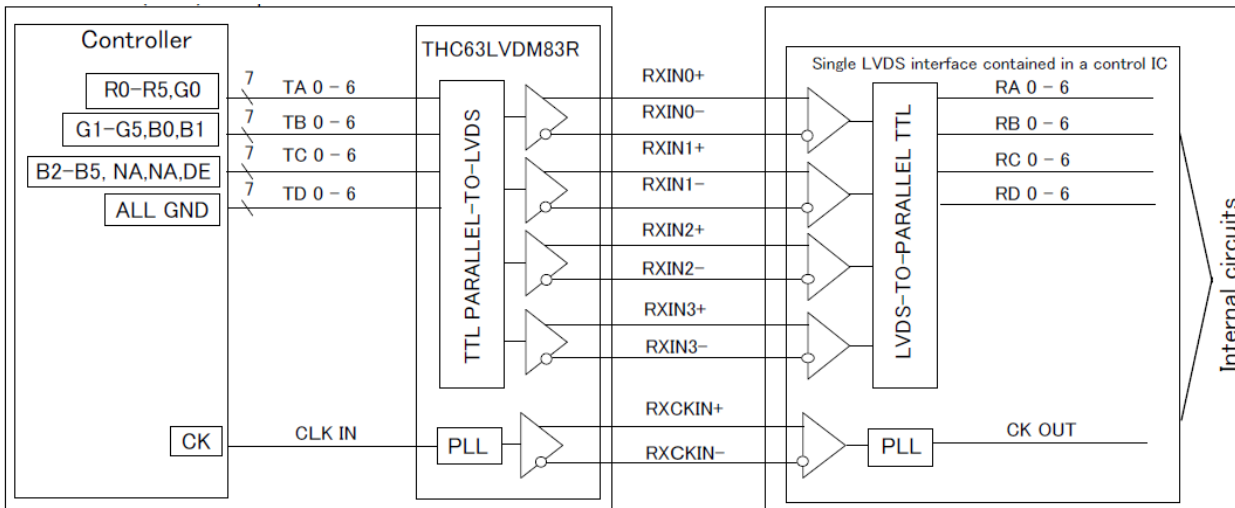 Controller
THC63LVDM83R
Single LVDS interface contained in a control IC
R0-R5,G0
7
TA 0 - 6
RXIN0+
RA 0 - 6
RXIN0-
G1-G5,B0,B1
7
TB 0 - 6
RB 0 - 6
RXIN1+
B2-B5, NA,NA,DE
7
TC 0 - 6
RC 0 - 6
RXIN1-
ALL GND
7
TD 0 - 6
RD 0 - 6
RXIN2+
RXIN2-
RXIN3+
RXIN3-
TTL PARALLEL-TO-LVDS
LVDS-TO-PARALLEL TTL
Internal circuits
CK
CLK IN
PLL
RXCKIN+
RXCKIN-
PLL
CK OUT